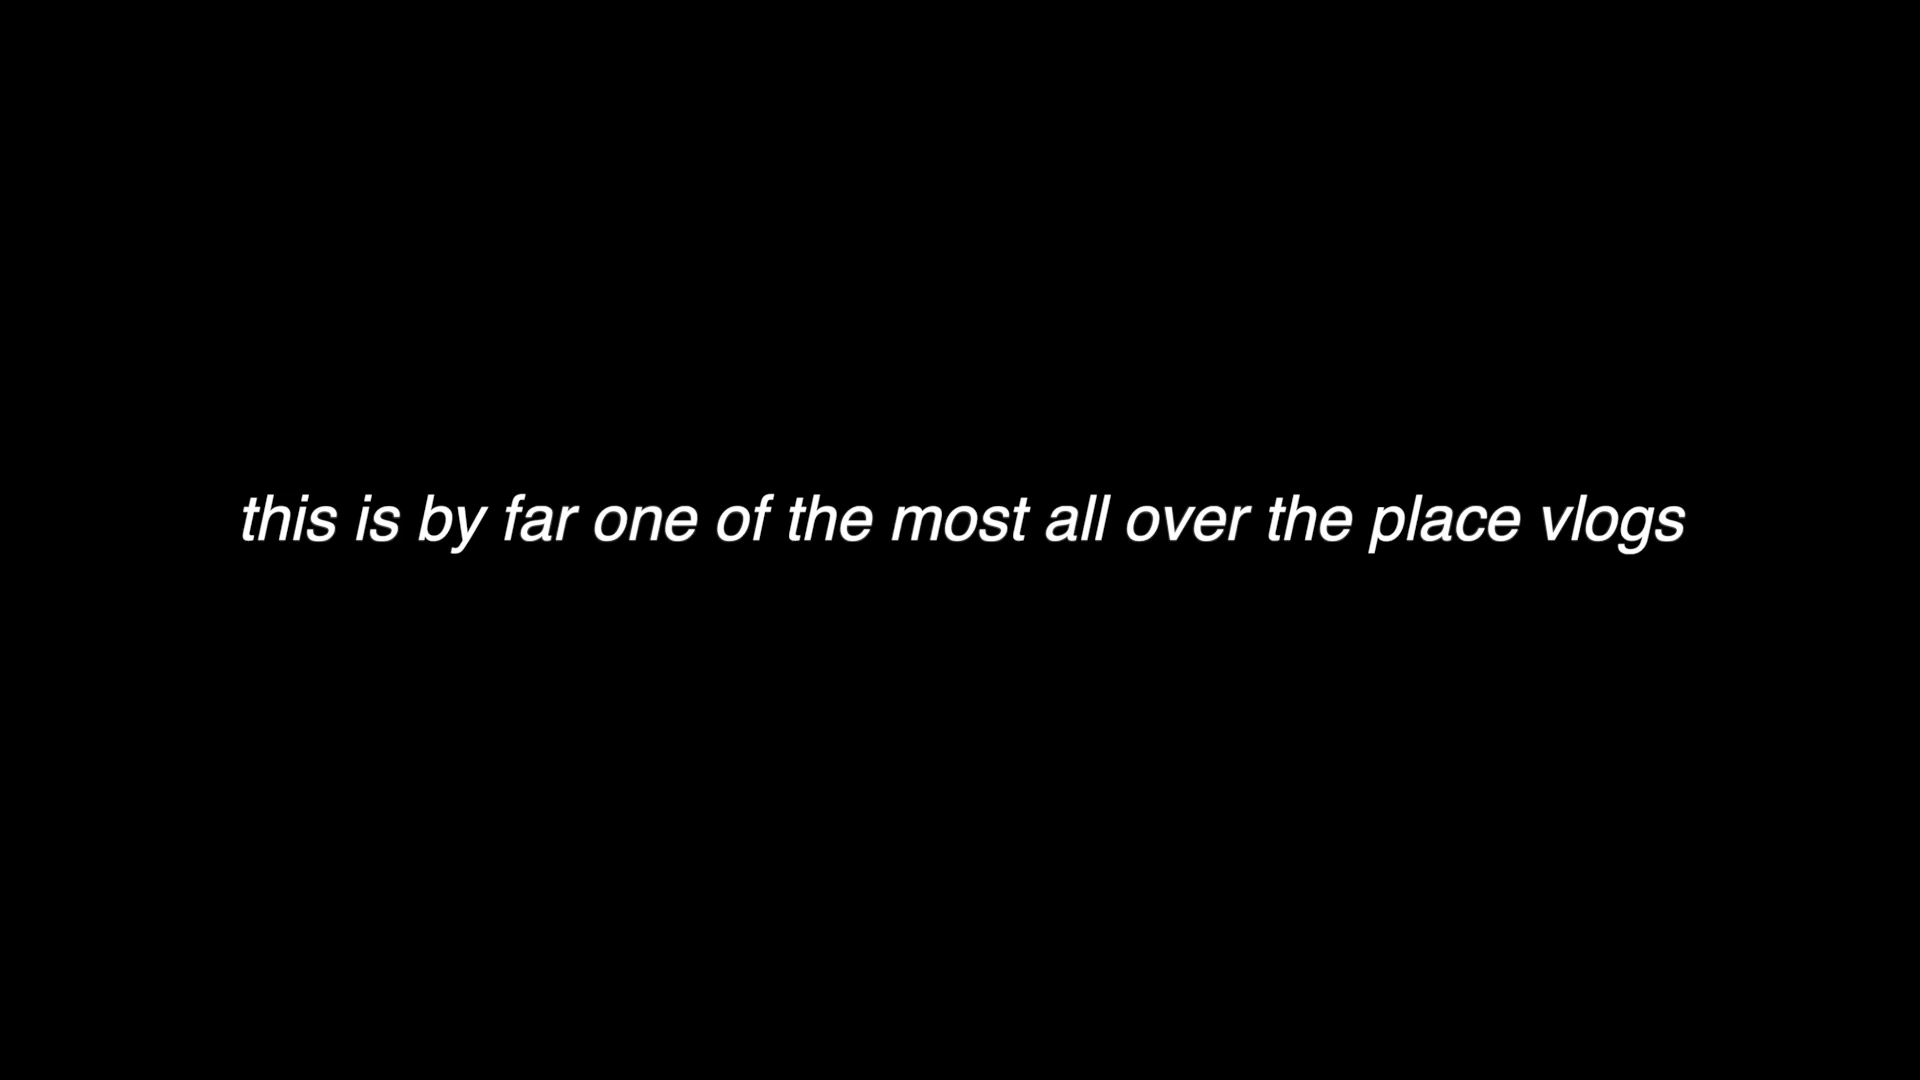 this is by far one of the most all over the place vlogs